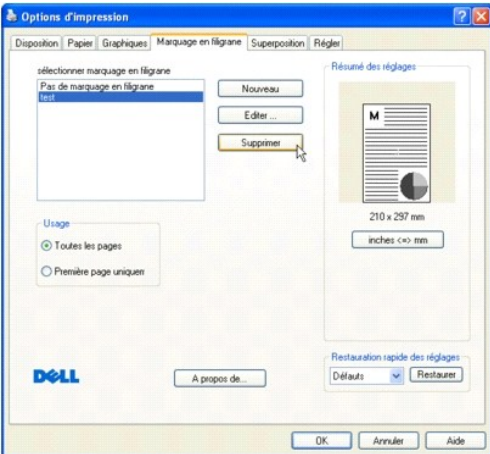 Options d'impression
Disposition Papier Graphiques Marquage en filigrane Superposition Régler
sélectionner marquage en filigrane
Pas de marquage en filigrane
test
Nouveau
Editer ...
Supprimer
Usage
Toutes les pages
Première page uniquem
Résumé des réglages
M
210 x 297 mm
inches <=> mm
Restauration rapide des réglages
Défauts Restaurer
DELL
A propos de...
OK Annuler Aide